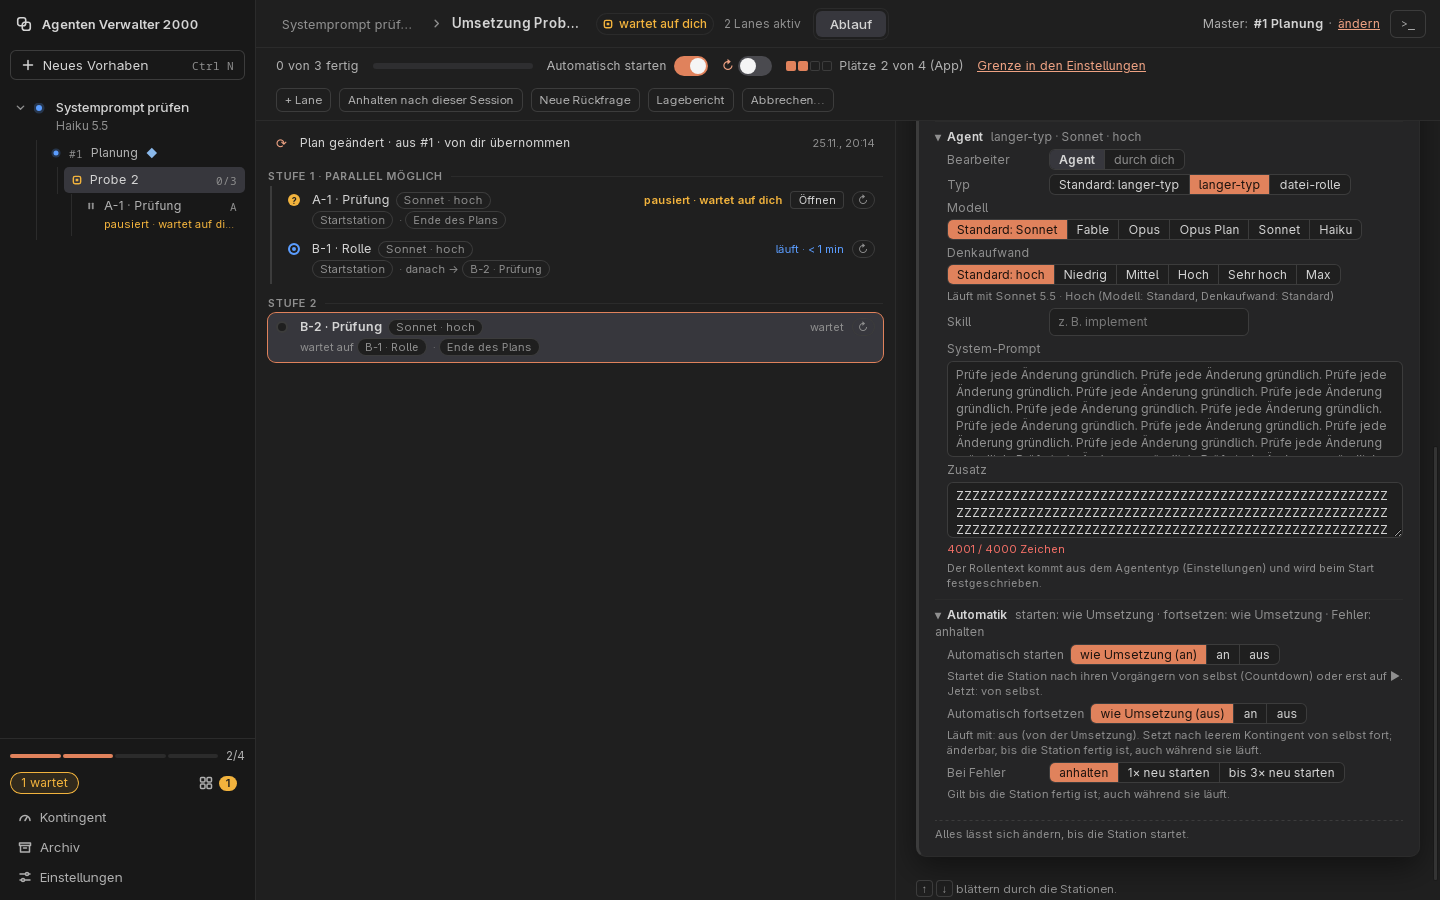 Agenten Verwalter 2000
Neues Vorhaben Ctrl N
Systemprompt prüfen
Haiku 5.5
#1 Planung
Probe 2 0/3
A-1 · Prüfung A
pausiert · wartet auf di…
2/4
1 wartet 1
Kontingent
Archiv
Einstellungen
Systemprompt prüf… › Umsetzung Prob… wartet auf dich 2 Lanes aktiv Ablauf
Master: #1 Planung · ändern >_
0 von 3 fertig Automatisch starten Plätze 2 von 4 (App) Grenze in den Einstellungen
+ Lane Anhalten nach dieser Session Neue Rückfrage Lagebericht Abbrechen…
Plan geändert · aus #1 · von dir übernommen 25.11., 20:14
STUFE 1 · PARALLEL MÖGLICH
? A-1 · Prüfung Sonnet · hoch pausiert · wartet auf dich Öffnen
Startstation · Ende des Plans
B-1 · Rolle Sonnet · hoch läuft · < 1 min
Startstation · danach → B-2 · Prüfung
STUFE 2
B-2 · Prüfung Sonnet · hoch wartet
wartet auf B-1 · Rolle · Ende des Plans
▾ Agent langer-typ · Sonnet · hoch
Bearbeiter Agent durch dich
Typ Standard: langer-typ langer-typ datei-rolle
Modell
Standard: Sonnet Fable Opus Opus Plan Sonnet Haiku
Denkaufwand
Standard: hoch Niedrig Mittel Hoch Sehr hoch Max
Läuft mit Sonnet 5.5 · Hoch (Modell: Standard, Denkaufwand: Standard)
Skill z. B. implement
System-Prompt
Prüfe jede Änderung gründlich. Prüfe jede Änderung gründlich. Prüfe jede
Änderung gründlich. Prüfe jede Änderung gründlich. Prüfe jede Änderung
gründlich. Prüfe jede Änderung gründlich. Prüfe jede Änderung gründlich.
Prüfe jede Änderung gründlich. Prüfe jede Änderung gründlich. Prüfe jede
Änderung gründlich. Prüfe jede Änderung gründlich. Prüfe jede Änderung
Zusatz
ZZZZZZZZZZZZZZZZZZZZZZZZZZZZZZZZZZZZZZZZZZZZZZZZZZZZZZ
ZZZZZZZZZZZZZZZZZZZZZZZZZZZZZZZZZZZZZZZZZZZZZZZZZZZZZZ
ZZZZZZZZZZZZZZZZZZZZZZZZZZZZZZZZZZZZZZZZZZZZZZZZZZZZZZ
4001 / 4000 Zeichen
Der Rollentext kommt aus dem Agententyp (Einstellungen) und wird beim Start
festgeschrieben.
▾ Automatik starten: wie Umsetzung · fortsetzen: wie Umsetzung · Fehler:
anhalten
Automatisch starten wie Umsetzung (an) an aus
Startet die Station nach ihren Vorgängern von selbst (Countdown) oder erst auf ▶.
Jetzt: von selbst.
Automatisch fortsetzen wie Umsetzung (aus) an aus
Läuft mit: aus (von der Umsetzung). Setzt nach leerem Kontingent von selbst fort;
änderbar, bis die Station fertig ist, auch während sie läuft.
Bei Fehler anhalten 1× neu starten bis 3× neu starten
Gilt bis die Station fertig ist; auch während sie läuft.
Alles lässt sich ändern, bis die Station startet.
↑ ↓ blättern durch die Stationen.